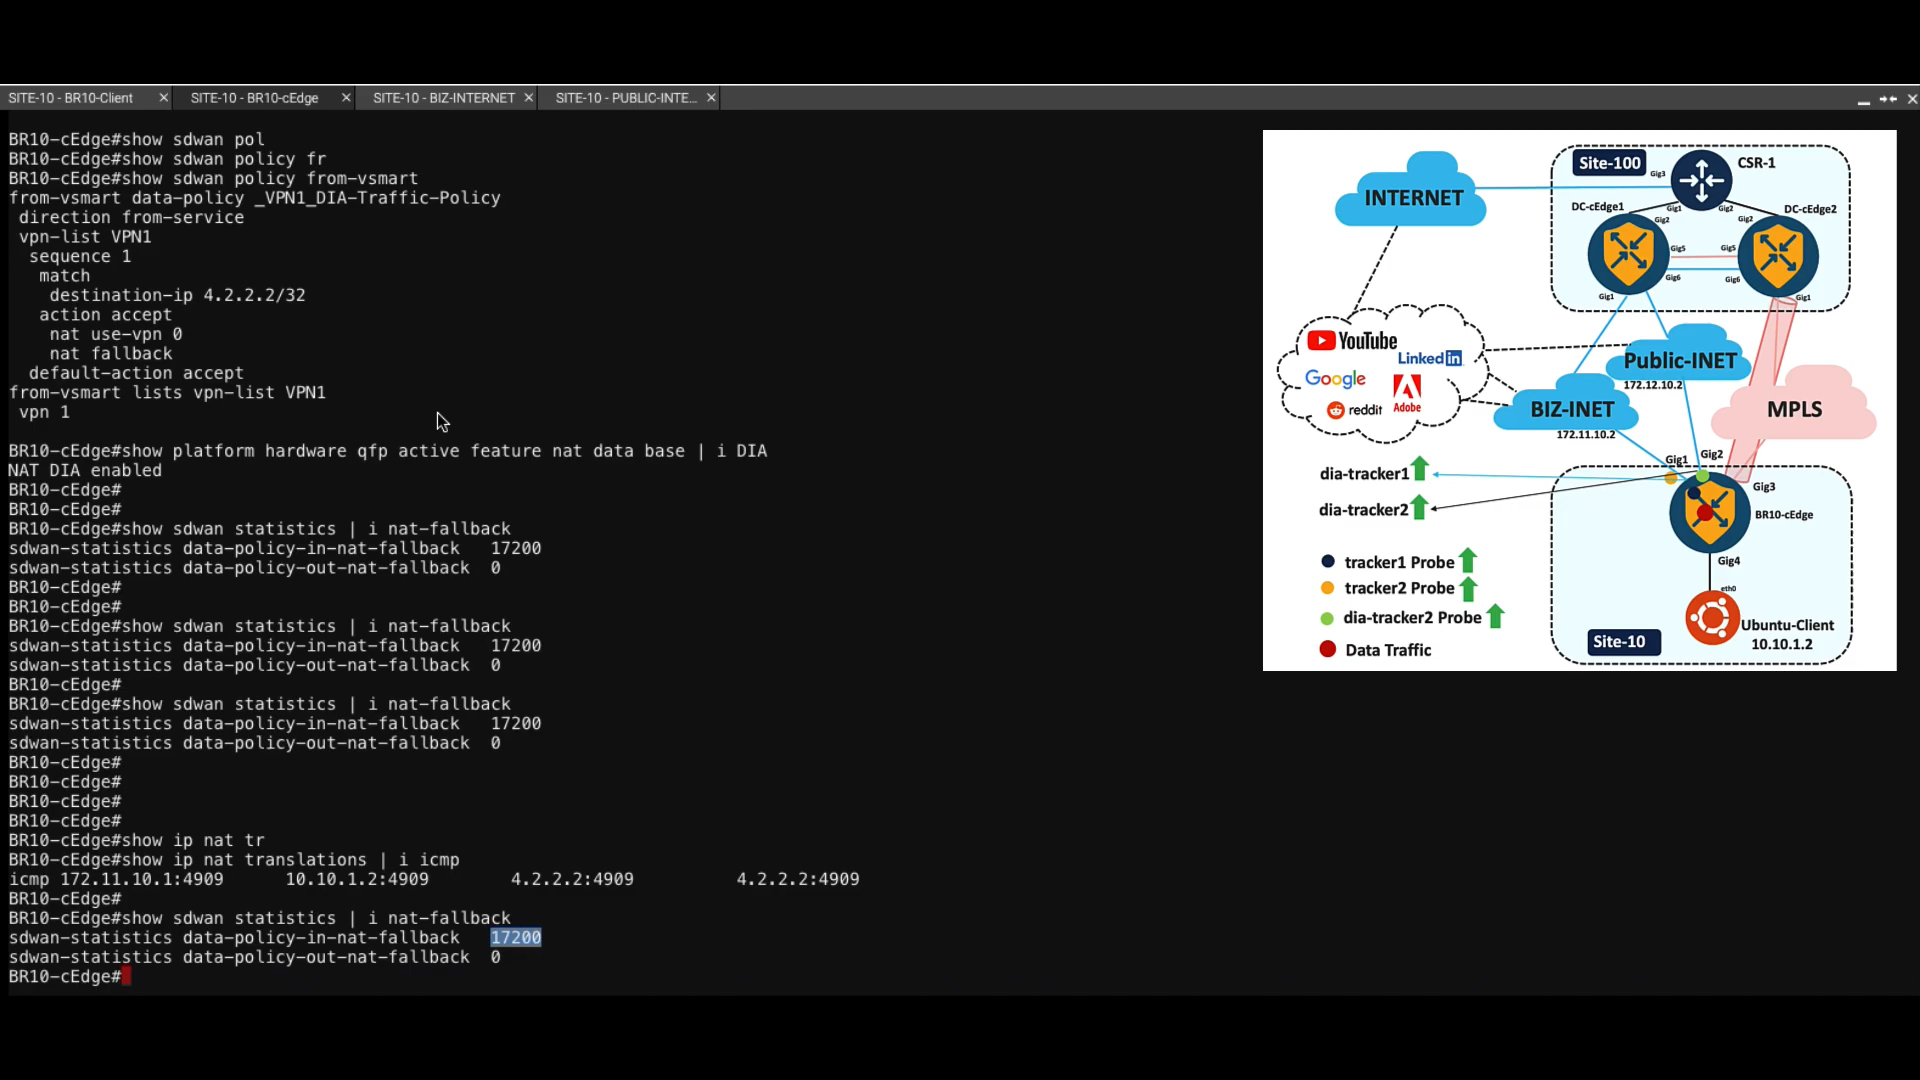 SITE-10 - BR10-Client
SITE-10 - BR10-cEdge
SITE-10 - BIZ-INTERNET
SITE-10 - PUBLIC-INTE...
BR10-cEdge#show sdwan pol
BR10-cEdge#show sdwan policy fr
BR10-cEdge#show sdwan policy from-vsmart
from-vsmart data-policy _VPN1_DIA-Traffic-Policy
direction from-service
vpn-list VPN1
sequence 1
match
destination-ip 4.2.2.2/32
action accept
nat use-vpn 0
nat fallback
default-action accept
from-vsmart lists vpn-list VPN1
vpn 1
BR10-cEdge#show platform hardware qfp active feature nat data base | i DIA
NAT DIA enabled
BR10-cEdge#
BR10-cEdge#
BR10-cEdge#show sdwan statistics | i nat-fallback
sdwan-statistics data-policy-in-nat-fallback 17200
sdwan-statistics data-policy-out-nat-fallback 0
BR10-cEdge#
BR10-cEdge#
BR10-cEdge#show sdwan statistics | i nat-fallback
sdwan-statistics data-policy-in-nat-fallback 17200
sdwan-statistics data-policy-out-nat-fallback 0
BR10-cEdge#
BR10-cEdge#show sdwan statistics | i nat-fallback
sdwan-statistics data-policy-in-nat-fallback 17200
sdwan-statistics data-policy-out-nat-fallback 0
BR10-cEdge#
BR10-cEdge#
BR10-cEdge#
BR10-cEdge#
BR10-cEdge#show ip nat tr
BR10-cEdge#show ip nat translations | i icmp
icmp 172.11.10.1:4909 10.10.1.2:4909 4.2.2.2:4909 4.2.2.2:4909
BR10-cEdge#
BR10-cEdge#show sdwan statistics | i nat-fallback
sdwan-statistics data-policy-in-nat-fallback 17200
sdwan-statistics data-policy-out-nat-fallback 0
BR10-cEdge#
Site-100
CSR-1
Gig3
INTERNET
DC-cEdge1
Gig1
Gig2
DC-cEdge2
Gig2
Gig2
Gig5
Gig5
Gig6
Gig6
Gig1
Gig1
YouTube
LinkedIn
Google
Adobe
reddit
Public-INET
172.12.10.2
BIZ-INET
172.11.10.2
MPLS
Gig1
Gig2
dia-tracker1
Gig3
dia-tracker2
BR10-cEdge
tracker1 Probe
Gig4
tracker2 Probe
eth0
dia-tracker2 Probe
Ubuntu-Client
10.10.1.2
Site-10
Data Traffic